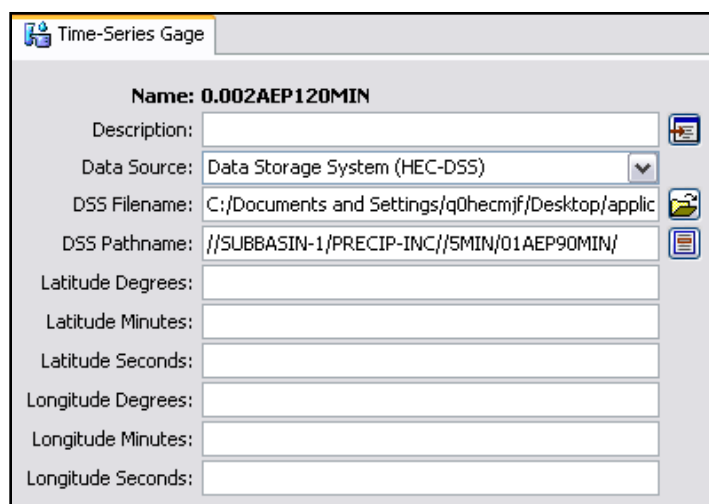 Time-Series Gage
Name: 0.002AEP120MIN
Description:
Data Source: Data Storage System (HEC-DSS)
DSS Filename: C:/Documents and Settings/q0hecmjf/Desktop/applic
DSS Pathname: //SUBBASIN-1/PRECIP-INC//5MIN/01AEP90MIN/
Latitude Degrees:
Latitude Minutes:
Latitude Seconds:
Longitude Degrees:
Longitude Minutes:
Longitude Seconds: